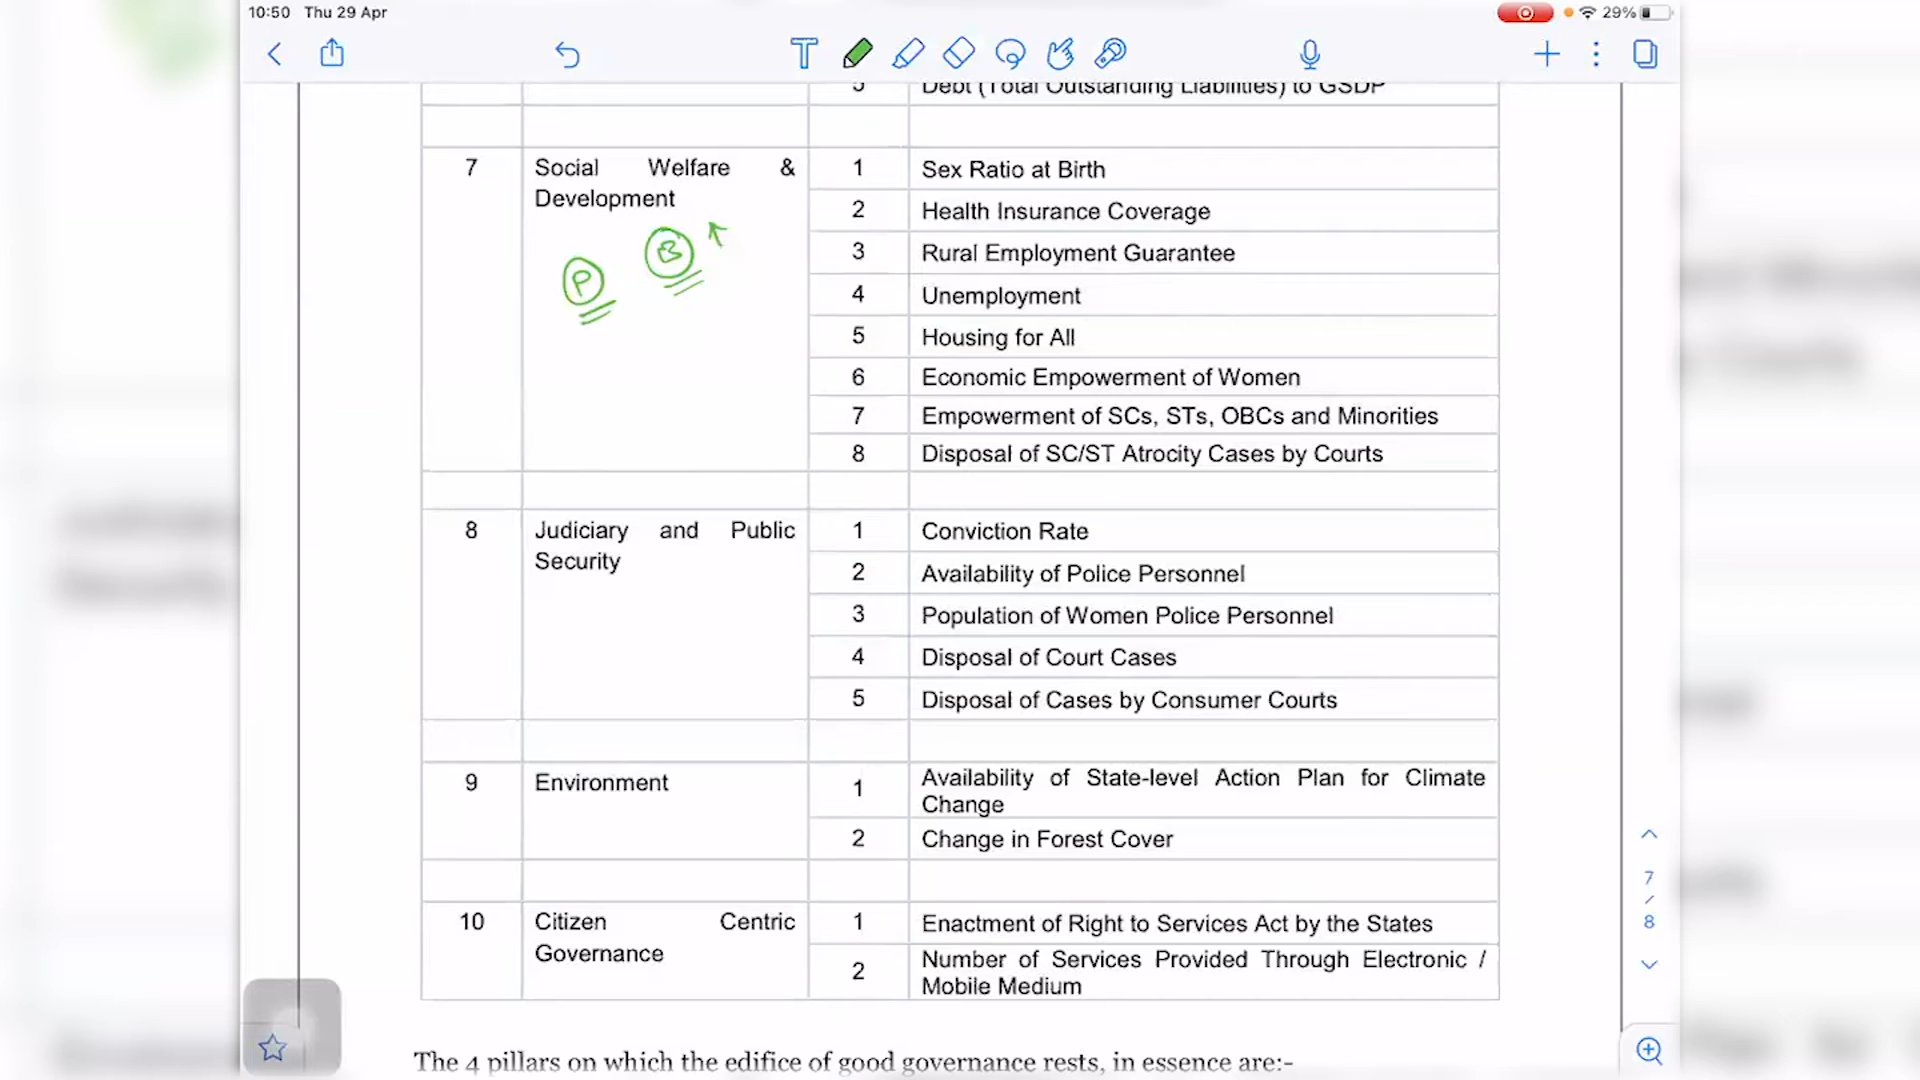 10:50 Thu 29 Apr
29%
5 Debt (Total Outstanding Liabilities) to GSDP
7 Social Welfare & Development
P B
1 Sex Ratio at Birth
2 Health Insurance Coverage
3 Rural Employment Guarantee
4 Unemployment
5 Housing for All
6 Economic Empowerment of Women
7 Empowerment of SCs, STs, OBCs and Minorities
8 Disposal of SC/ST Atrocity Cases by Courts
8 Judiciary and Public Security
1 Conviction Rate
2 Availability of Police Personnel
3 Population of Women Police Personnel
4 Disposal of Court Cases
5 Disposal of Cases by Consumer Courts
9 Environment
1 Availability of State-level Action Plan for Climate Change
2 Change in Forest Cover
10 Citizen Centric Governance
1 Enactment of Right to Services Act by the States
2 Number of Services Provided Through Electronic / Mobile Medium
7 / 8
The 4 pillars on which the edifice of good governance rests, in essence are:-